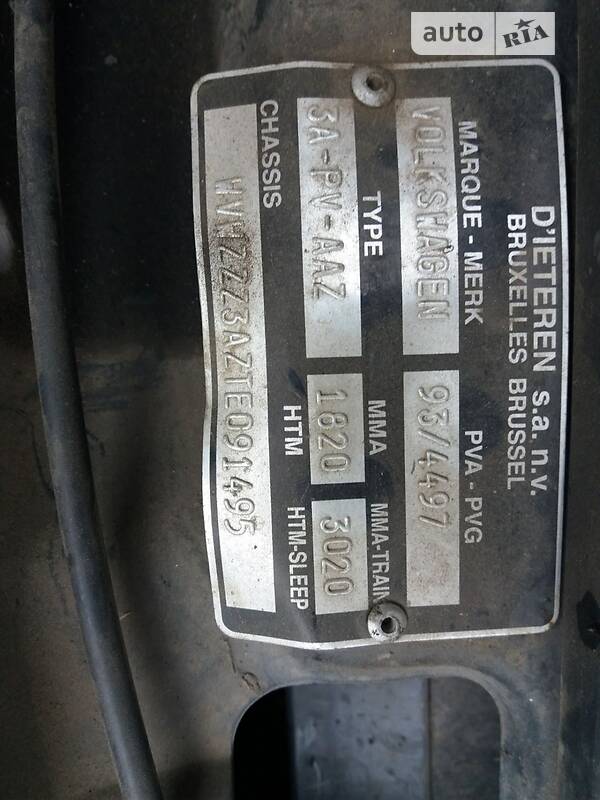 auto RIA
D'IETEREN s.a. n.v.
BRUXELLES BRUSSEL
MARQUE - MERK PVA - PVG
VOLKSWAGEN 93/4497
TYPE MMA MMA-TRAIN
3A-PV-AAZ 1820 3020
HTM HTM-SLEEP
CHASSIS
WVWZZZ3AZTE091495